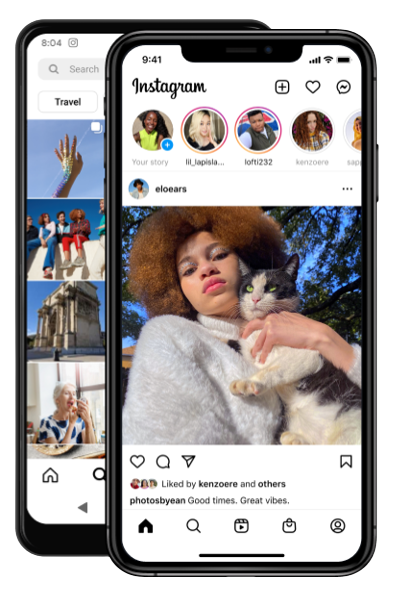 8:04
Search
Travel
9:41
Instagram
Your story
lil_lapisla...
lofti232
kenzoere
sapp
eloears
Liked by kenzoere and others
photosbyean Good times. Great vibes.